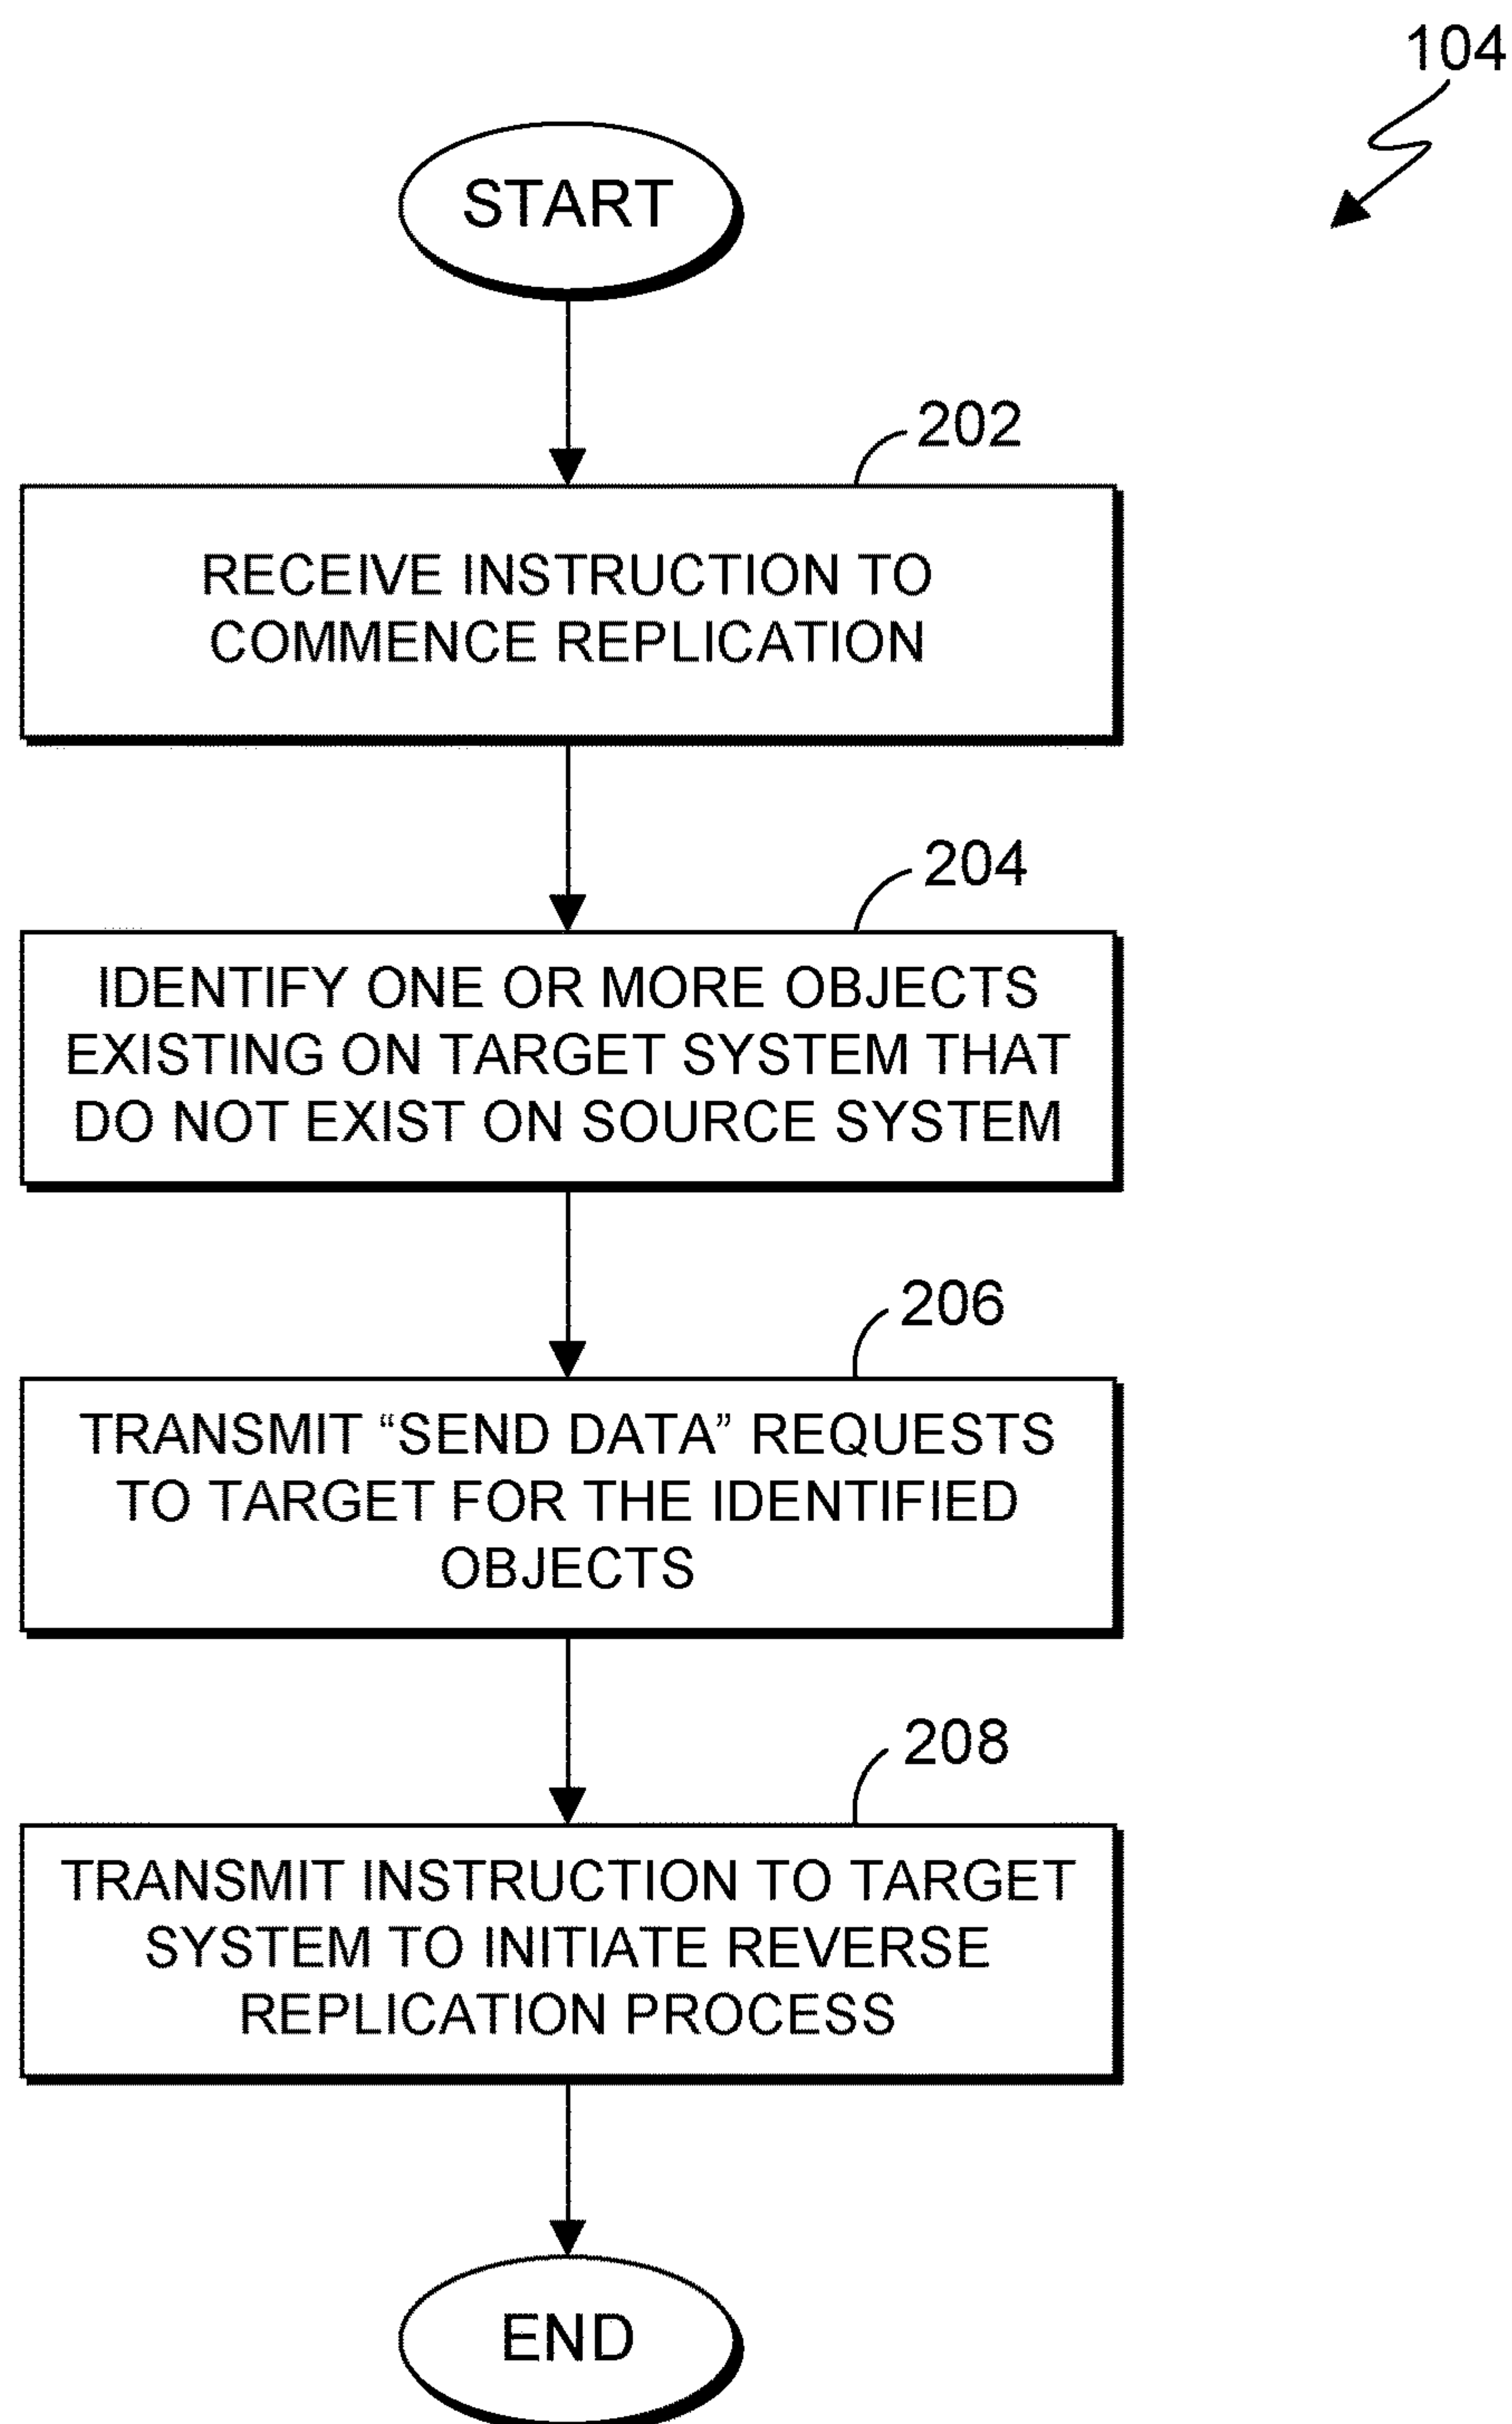 104
START
202
RECEIVE INSTRUCTION TO
COMMENCE REPLICATION
204
IDENTIFY ONE OR MORE OBJECTS
EXISTING ON TARGET SYSTEM THAT
DO NOT EXIST ON SOURCE SYSTEM
206
TRANSMIT “SEND DATA” REQUESTS
TO TARGET FOR THE IDENTIFIED
OBJECTS
208
TRANSMIT INSTRUCTION TO TARGET
SYSTEM TO INITIATE REVERSE
REPLICATION PROCESS
END